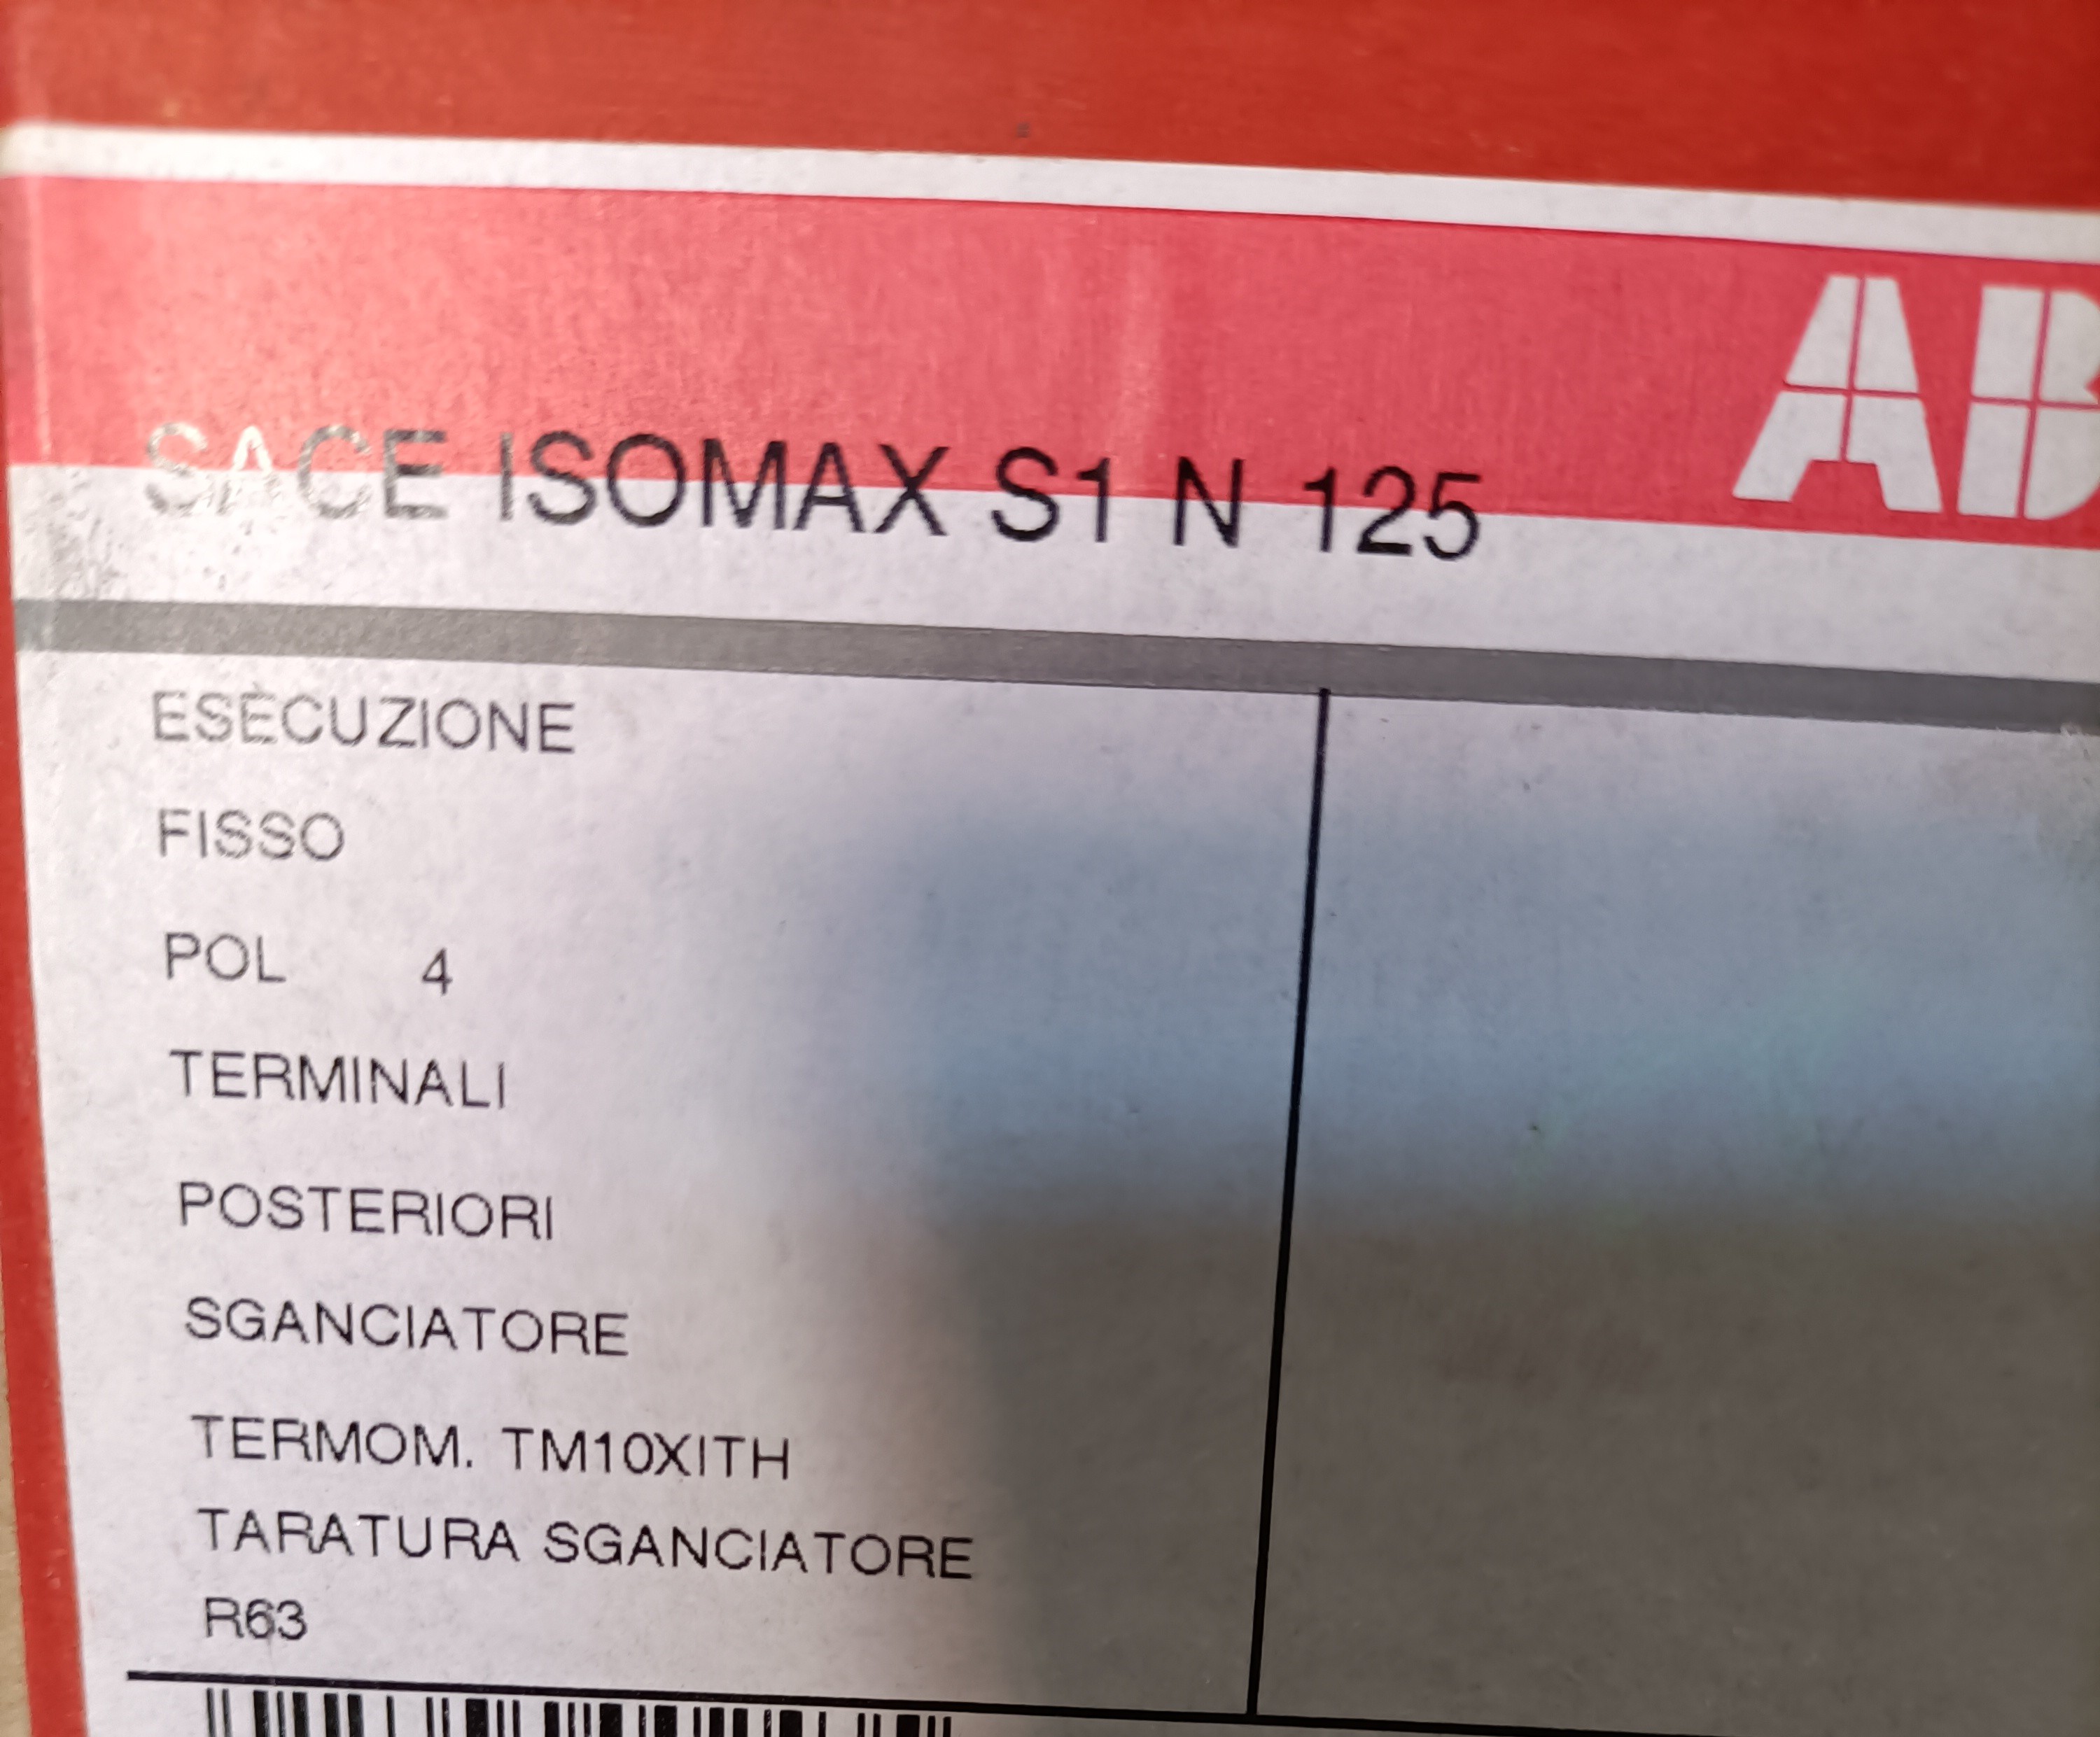 AB
SACE ISOMAX S1 N 125
ESECUZIONE
FISSO
POL 4
TERMINALI
POSTERIORI
SGANCIATORE
TERMOM. TM10XITH
TARATURA SGANCIATORE
R63